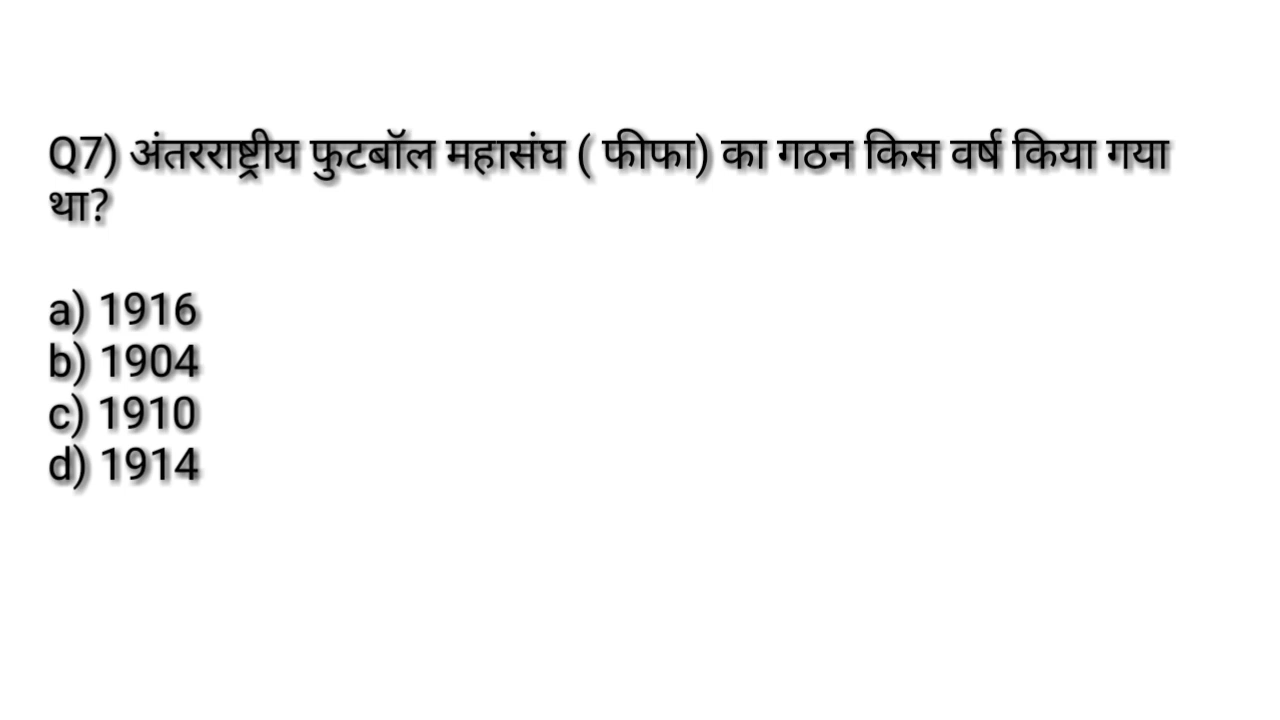 Q7) अंतरराष्ट्रीय फुटबॉल महासंघ ( फीफा) का गठन किस वर्ष किया गया
था?
a) 1916
b) 1904
c) 1910
d) 1914